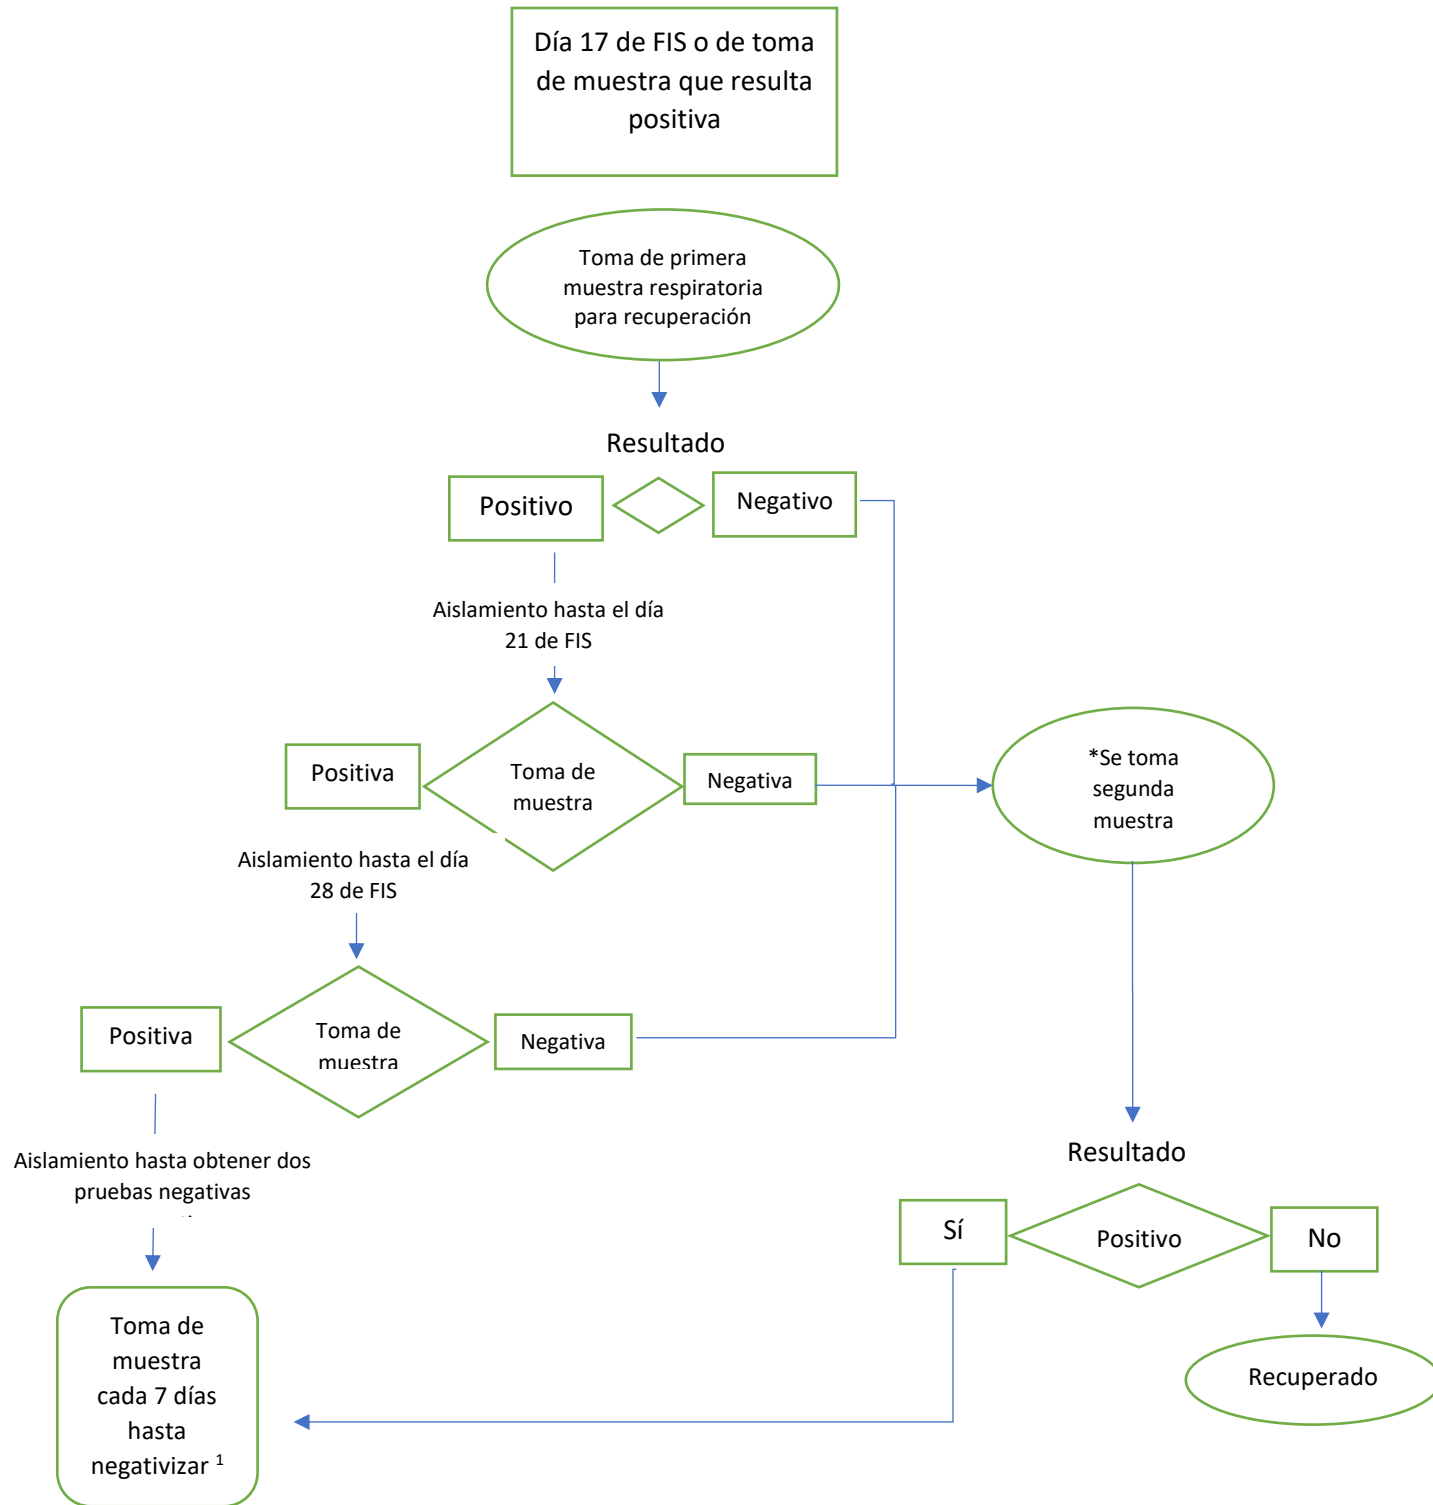 Día 17 de FIS o de toma
de muestra que resulta
positiva
Toma de primera
muestra respiratoria
para recuperación
Resultado
Positivo
Negativo
Aislamiento hasta el día
21 de FIS
Positiva
Toma de
muestra
Negativa
*Se toma
segunda
muestra
Aislamiento hasta el día
28 de FIS
Positiva
Toma de
muestra
Negativa
Aislamiento hasta obtener dos
pruebas negativas
Resultado
Sí
Positivo
No
Toma de
muestra
cada 7 días
hasta
negativizar ¹
Recuperado